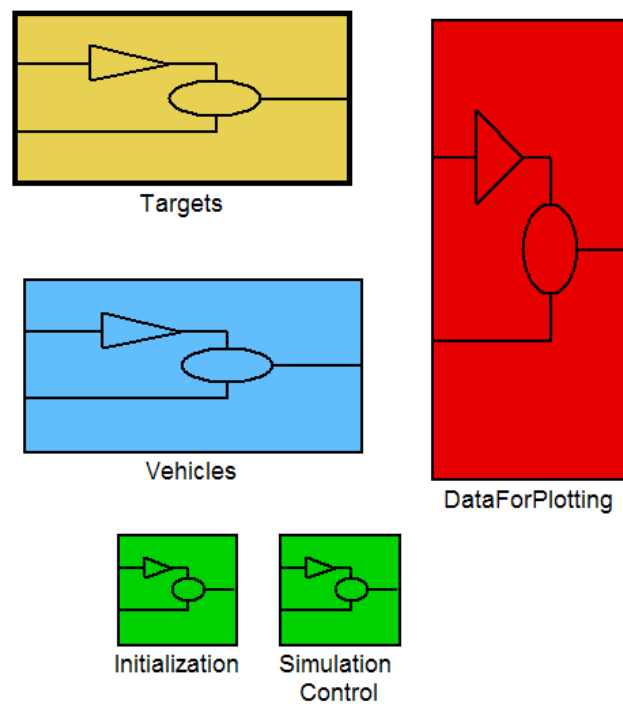 Targets
Vehicles
DataForPlotting
Initialization
Simulation
Control